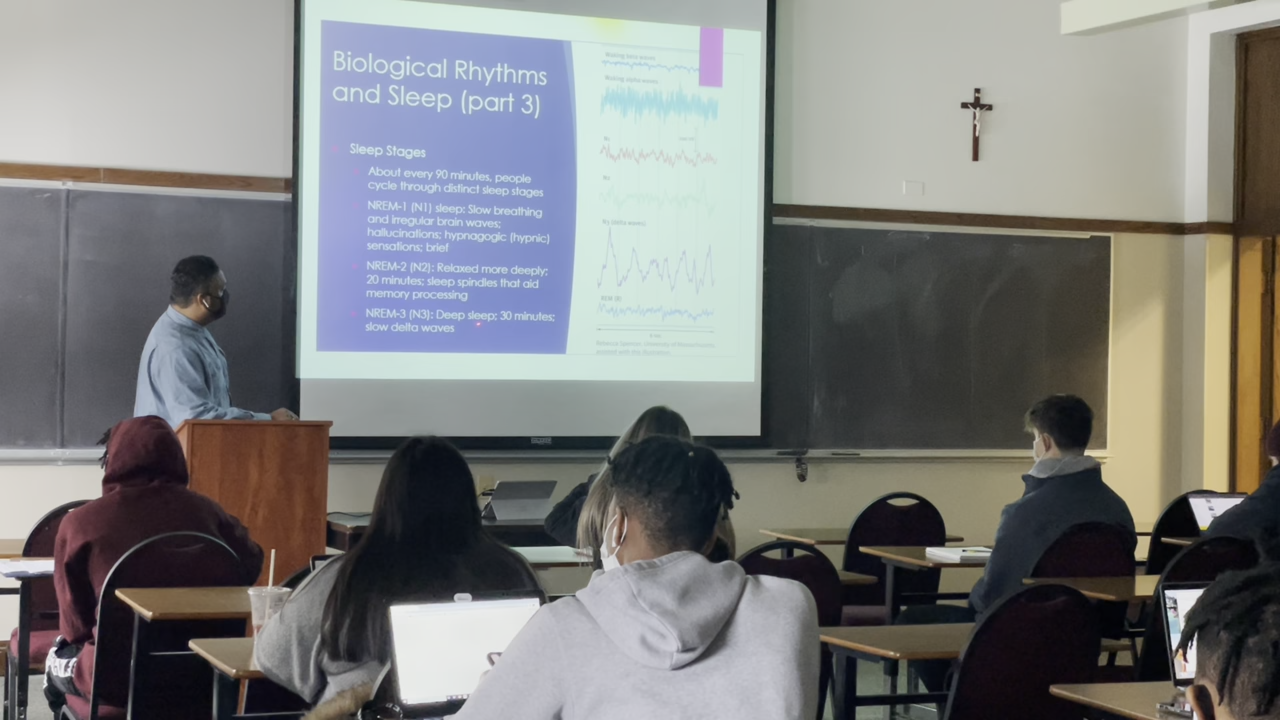 Biological Rhythms
and Sleep (part 3)
Sleep Stages
About every 90 minutes, people
cycle through distinct sleep stages
NREM-1 (N1) sleep: Slow breathing
and irregular brain waves;
hallucinations; hypnagogic (hypnic)
sensations; brief
NREM-2 (N2): Relaxed more deeply;
20 minutes; sleep spindles that aid
memory processing
NREM-3 (N3): Deep sleep; 30 minutes;
slow delta waves
Waking beta waves
Waking alpha waves
N1
N2
N3 (delta waves)
REM (R)